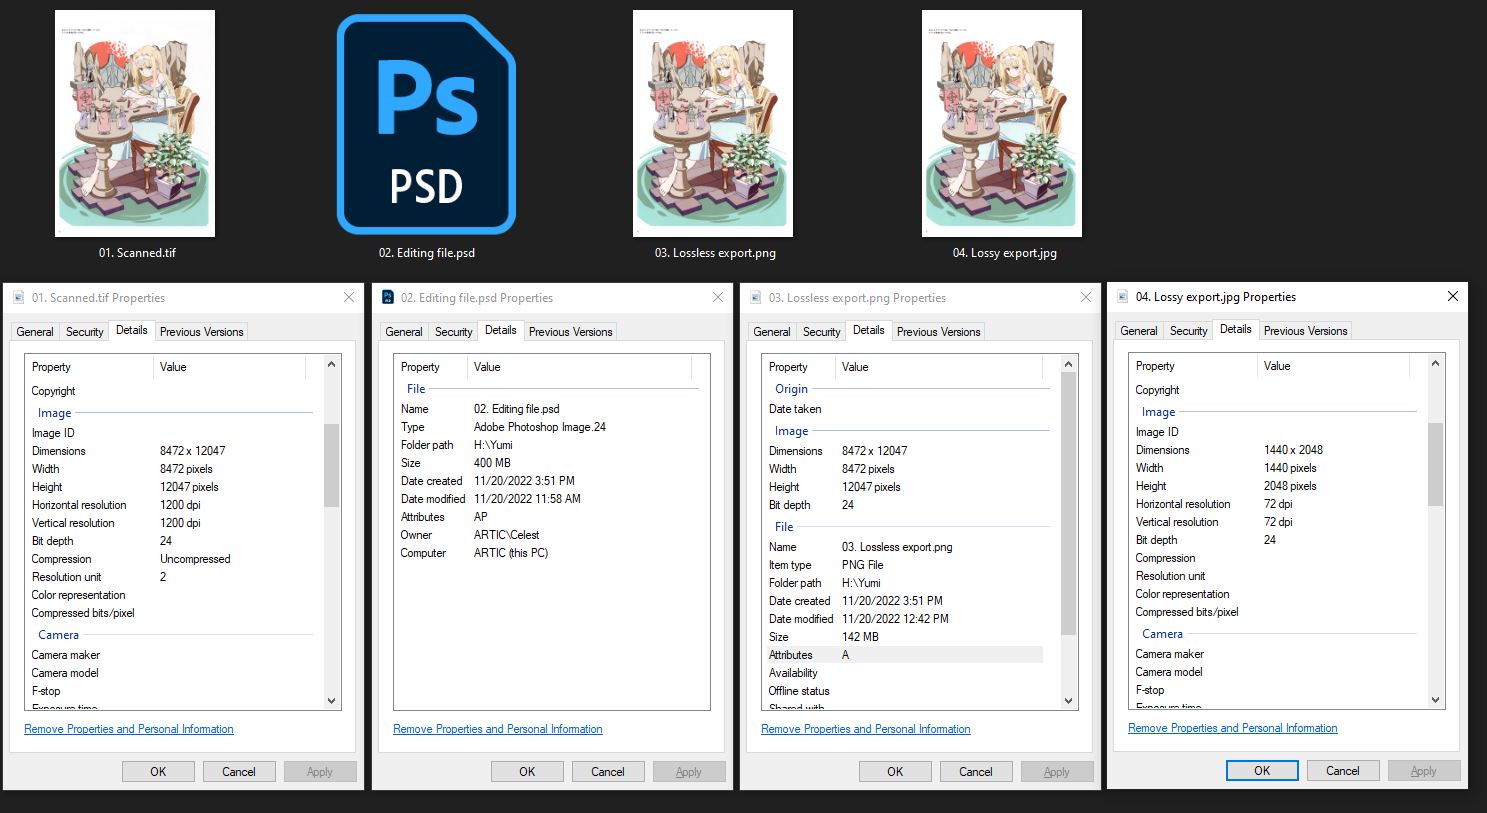 Ps
PSD
01. Scanned.tif
02. Editing file.psd
03. Lossless export.png
04. Lossy export.jpg
01. Scanned.tif Properties
General Security Details Previous Versions
Property Value
Copyright
Image
Image ID
Dimensions 8472 x 12047
Width 8472 pixels
Height 12047 pixels
Horizontal resolution 1200 dpi
Vertical resolution 1200 dpi
Bit depth 24
Compression Uncompressed
Resolution unit 2
Color representation
Compressed bits/pixel
Camera
Camera maker
Camera model
F-stop
Exposure time
Remove Properties and Personal Information
OK Cancel Apply
Ps
02. Editing file.psd Properties
General Security Details Previous Versions
Property Value
File
Name 02. Editing file.psd
Type Adobe Photoshop Image.24
Folder path H:\Yumi
Size 400 MB
Date created 11/20/2022 3:51 PM
Date modified 11/20/2022 11:58 AM
Attributes AP
Owner ARTIC\Celest
Computer ARTIC (this PC)
Remove Properties and Personal Information
OK Cancel Apply
03. Lossless export.png Properties
General Security Details Previous Versions
Property Value
Origin
Date taken
Image
Dimensions 8472 x 12047
Width 8472 pixels
Height 12047 pixels
Bit depth 24
File
Name 03. Lossless export.png
Item type PNG File
Folder path H:\Yumi
Date created 11/20/2022 3:51 PM
Date modified 11/20/2022 12:42 PM
Size 142 MB
Attributes A
Availability
Offline status
Shared with
Remove Properties and Personal Information
OK Cancel Apply
04. Lossy export.jpg Properties
General Security Details Previous Versions
Property Value
Copyright
Image
Image ID
Dimensions 1440 x 2048
Width 1440 pixels
Height 2048 pixels
Horizontal resolution 72 dpi
Vertical resolution 72 dpi
Bit depth 24
Compression
Resolution unit
Color representation
Compressed bits/pixel
Camera
Camera maker
Camera model
F-stop
Exposure time
Remove Properties and Personal Information
OK Cancel Apply